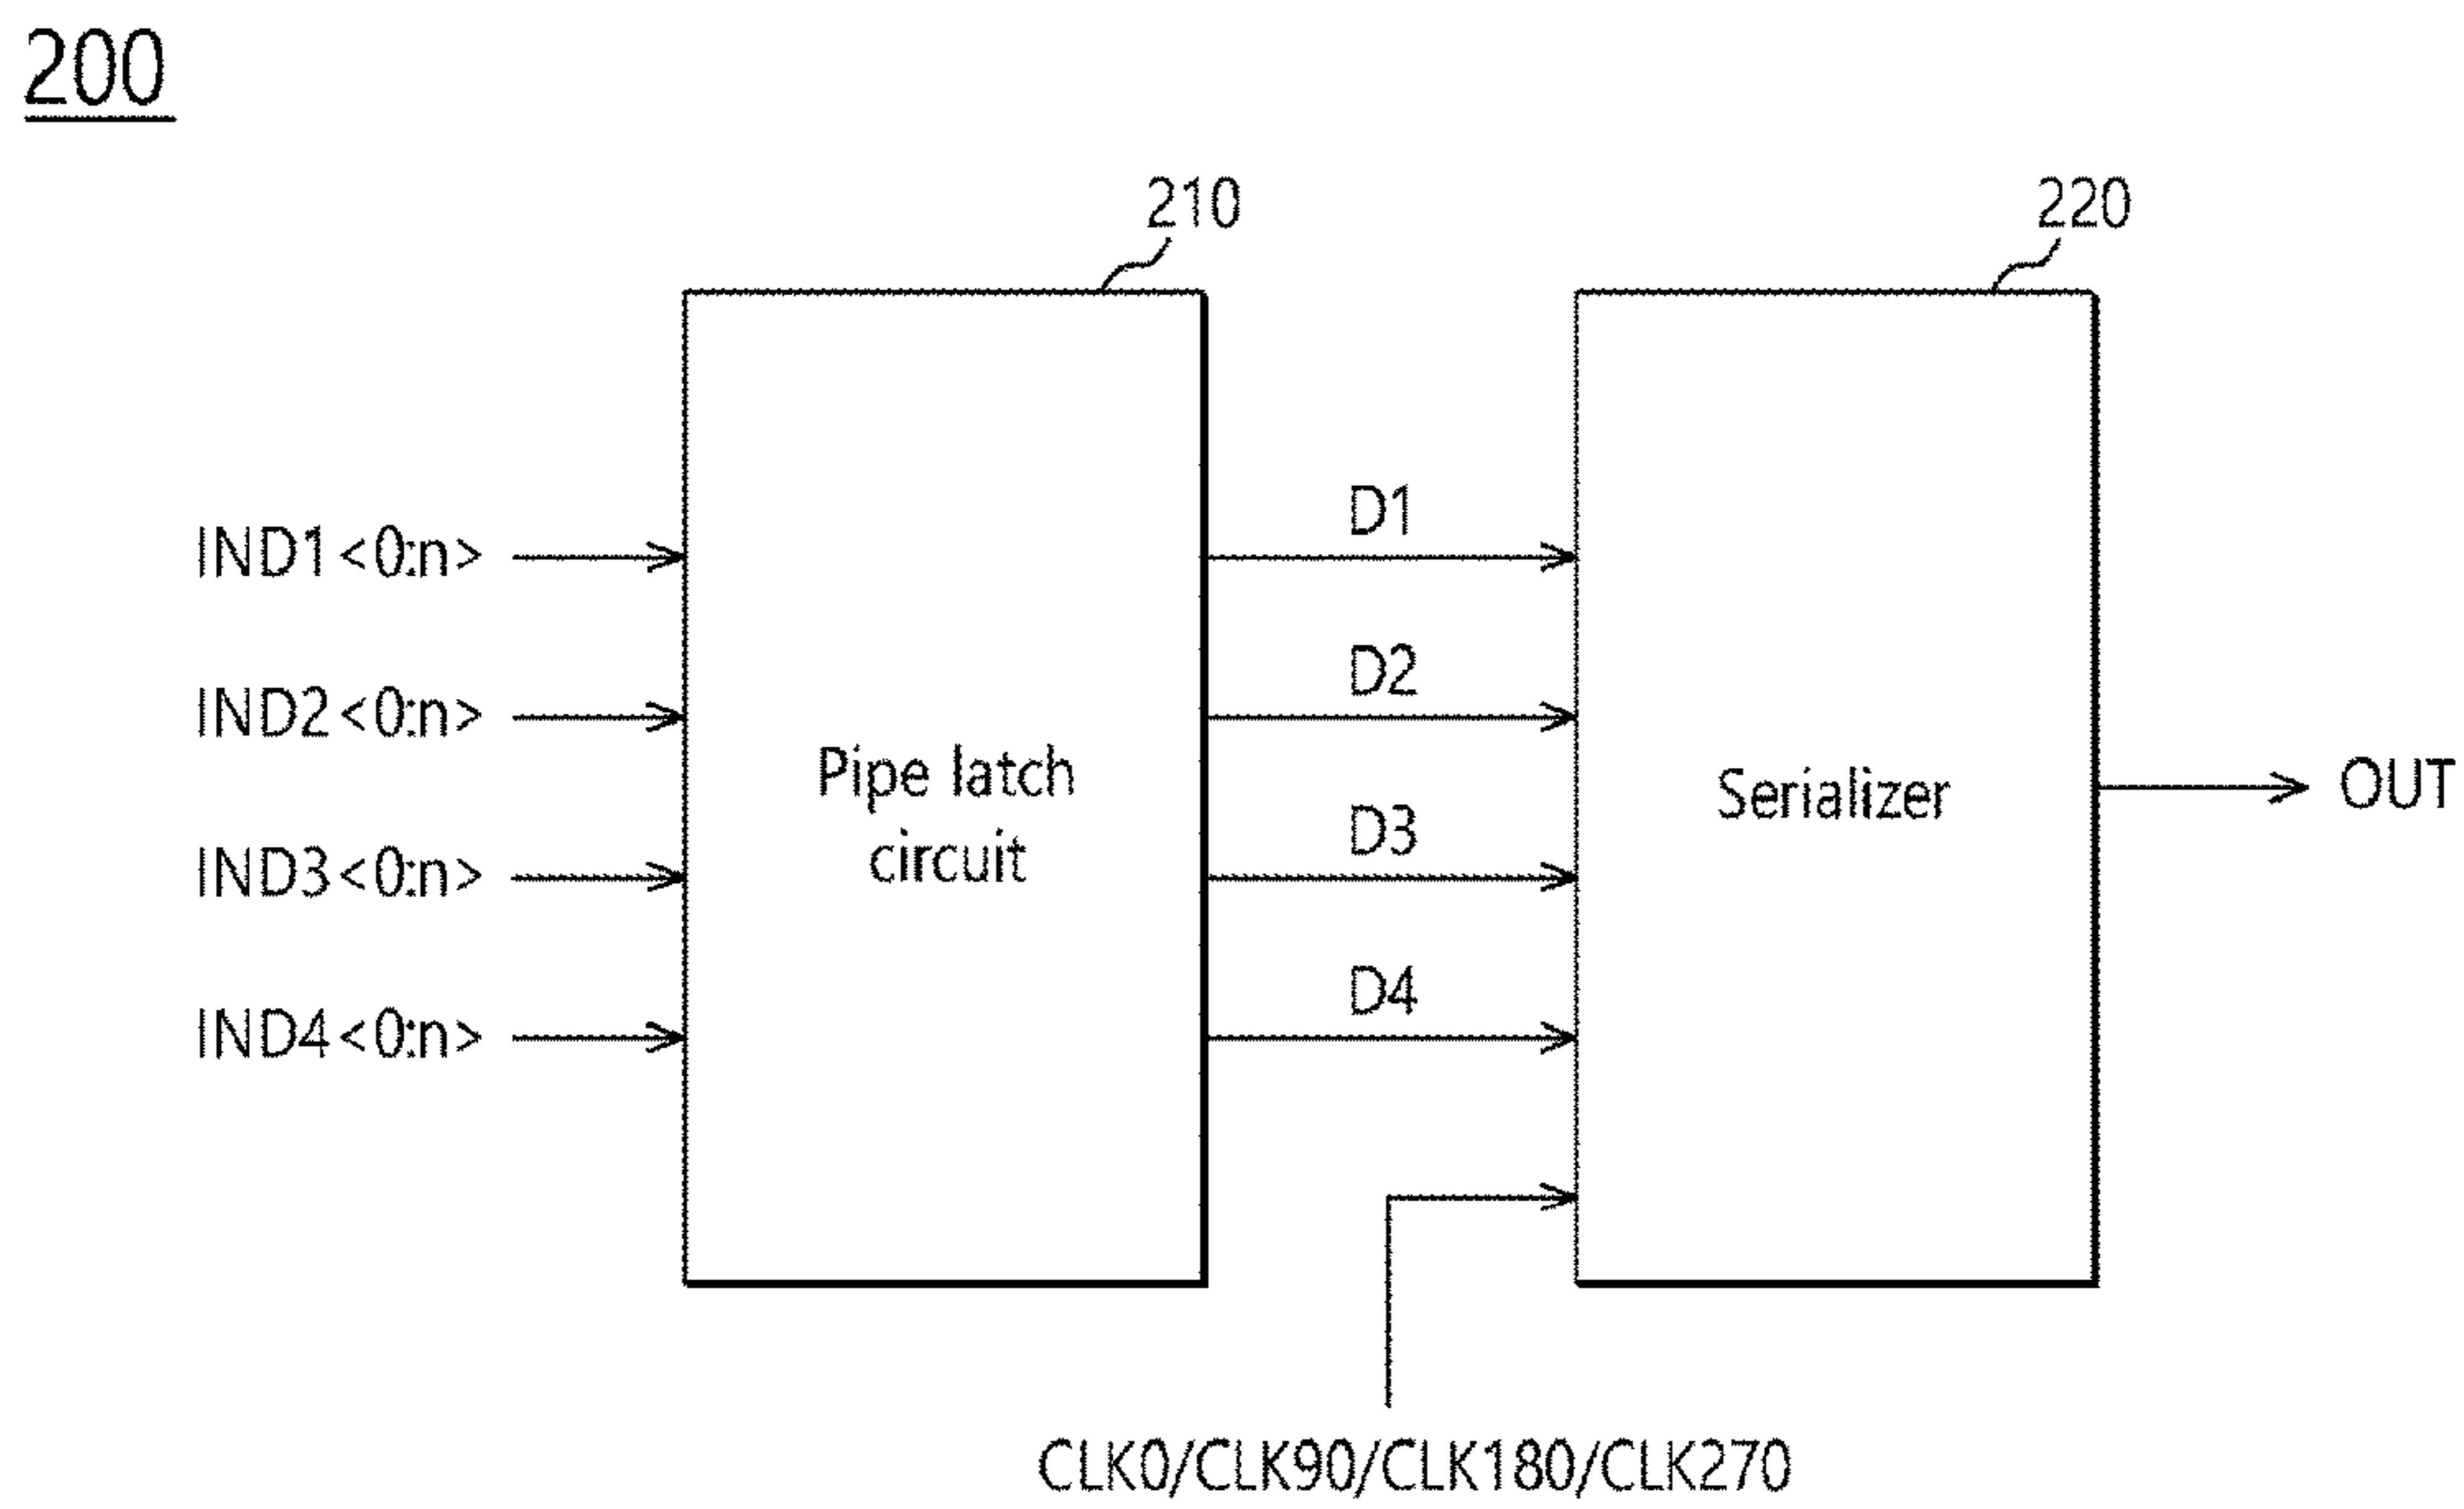 200
210
220
IND1<0:n>
IND2<0:n>
IND3<0:n>
IND4<0:n>
Pipe latch
circuit
D1
D2
D3
D4
Serializer
OUT
CLK0/CLK90/CLK180/CLK270